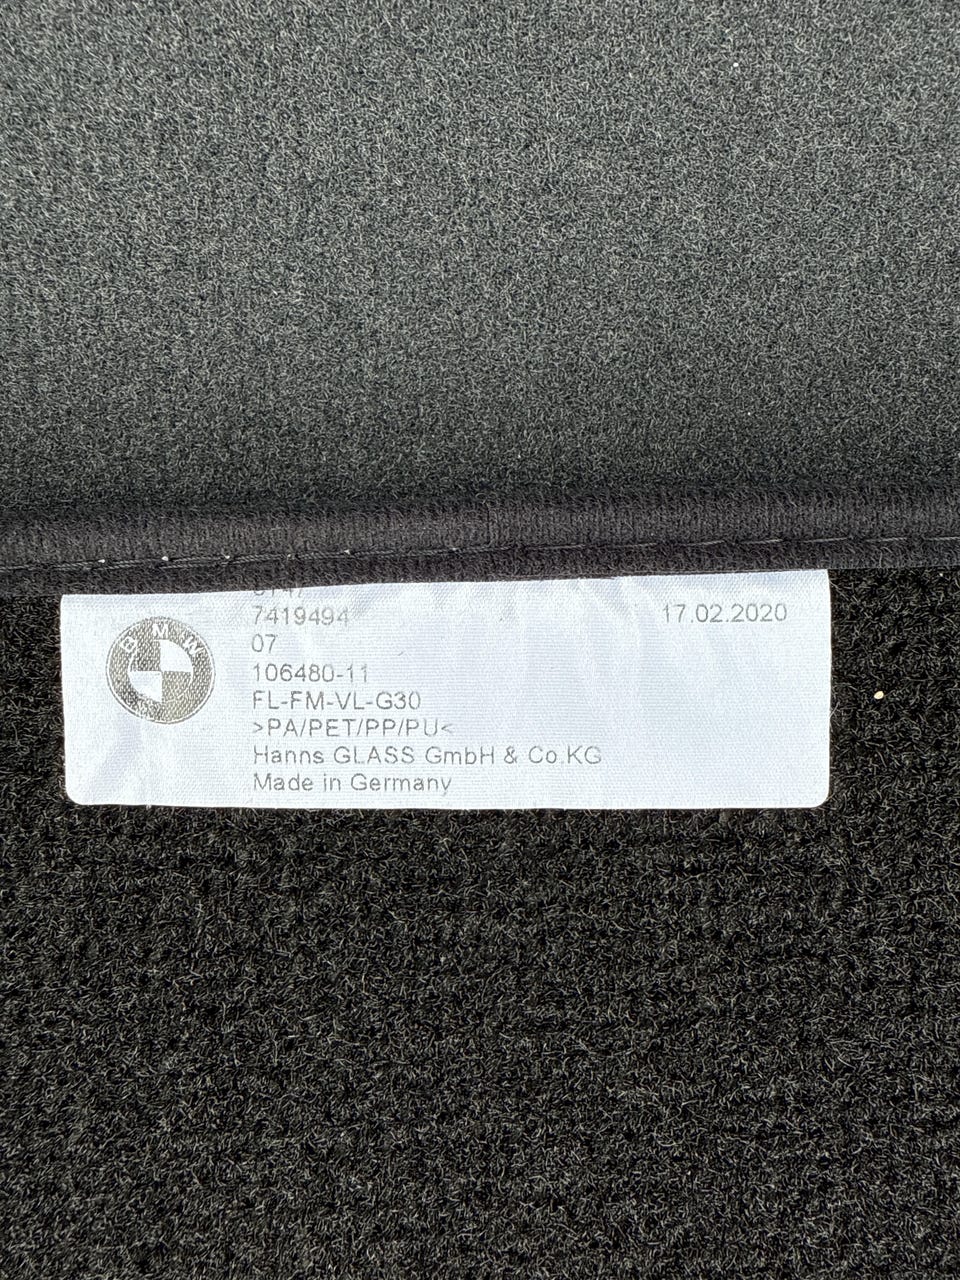 7419494 17.02.2020
07
106480-11
FL-FM-VL-G30
>PA/PET/PP/PU<
Hanns GLASS GmbH & Co.KG
Made in Germany
BMW